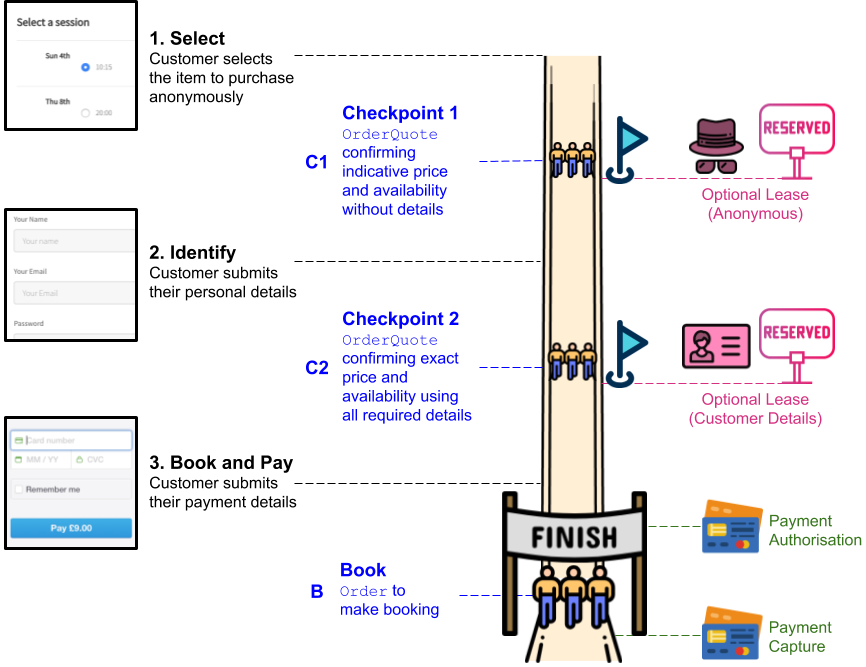 Select a session
Sun 4th
10:15
Thu 8th
20:00
1. Select
Customer selects
the item to purchase
anonymously
Checkpoint 1
OrderQuote
confirming
indicative price
and availability
without details
C1
RESERVED
Optional Lease
(Anonymous)
Your Name
Your name
Your Email
Your Email
Password
2. Identify
Customer submits
their personal details
Checkpoint 2
OrderQuote
confirming exact
price and
availability using
all required details
C2
RESERVED
Optional Lease
(Customer Details)
Card number
MM / YY
CVC
Remember me
Pay £9.00
3. Book and Pay
Customer submits
their payment details
FINISH
Payment
Authorisation
B
Book
Order to
make booking
Payment
Capture